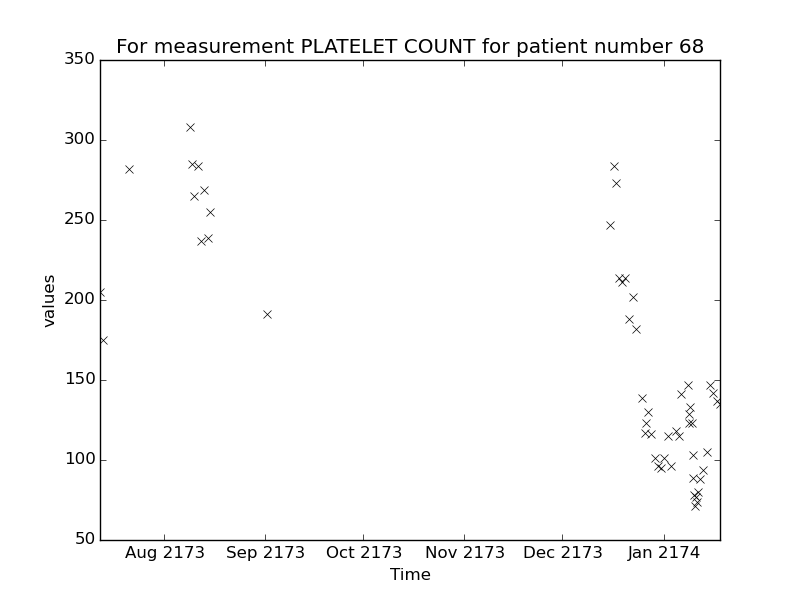 For measurement PLATELET COUNT for patient number 68
350
300
250
200
150
100
50
values
Aug 2173 Sep 2173 Oct 2173 Nov 2173 Dec 2173 Jan 2174
Time